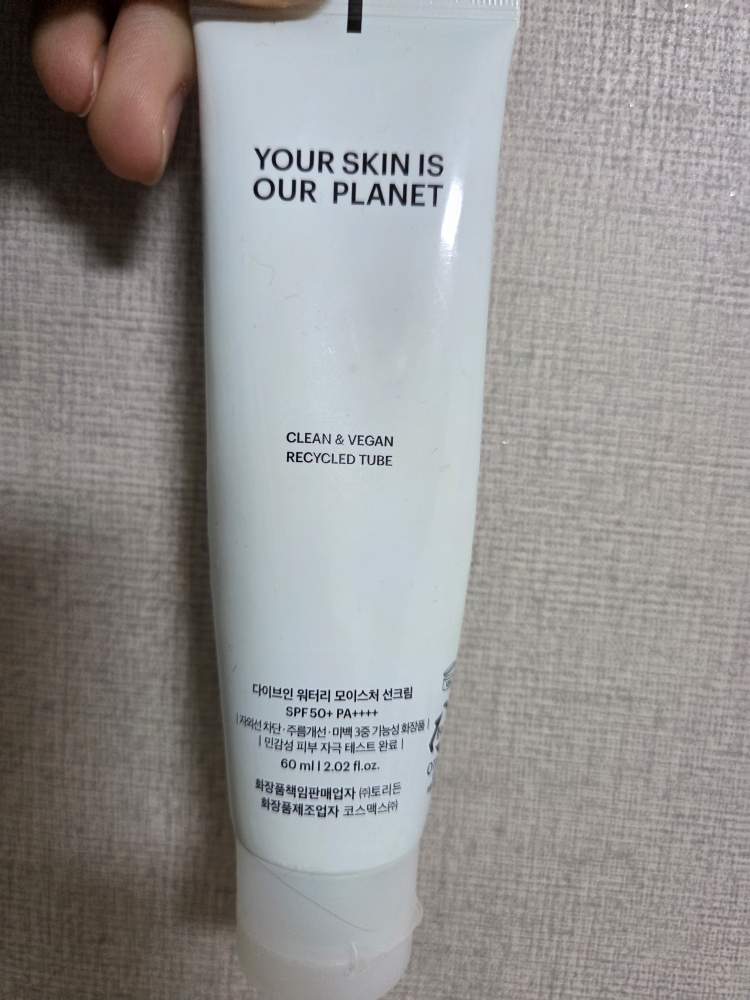 YOUR SKIN IS
OUR PLANET
CLEAN & VEGAN
RECYCLED TUBE
다이브인 워터리 모이스처 선크림
SPF 50+ PA++++
| 자외선 차단·주름개선·미백 3중 기능성 화장품 |
| 민감성 피부 자극 테스트 완료 |
60 ml l 2.02 fl.oz.
화장품책임판매업자 ㈜토리든
화장품제조업자 코스맥스㈜